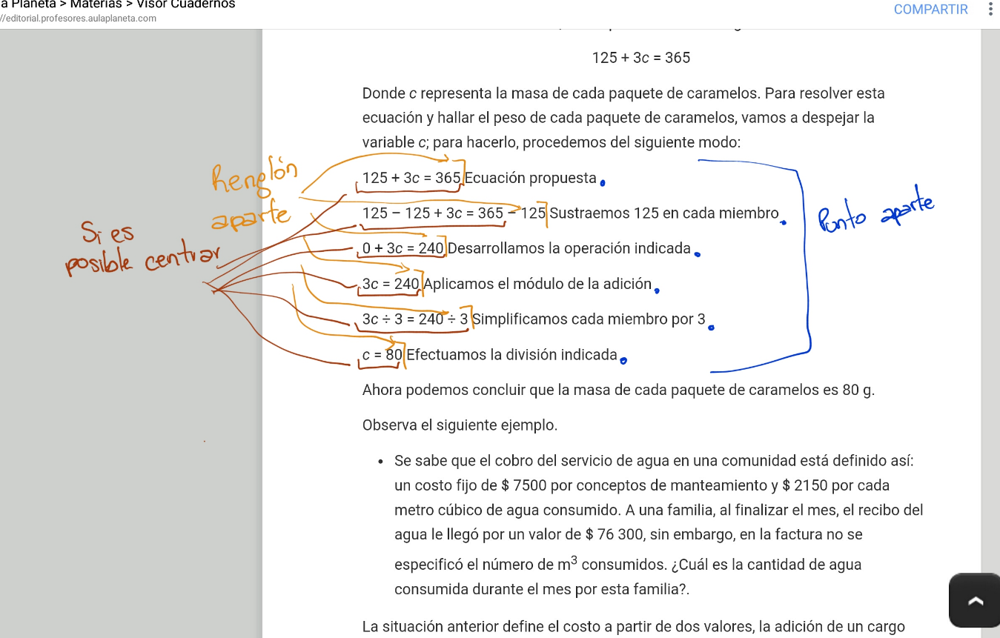 a Planeta > Materias > Visor Cuadernos
//editorial.profesores.aulaplaneta.com
COMPARTIR
125 + 3c = 365
Donde c representa la masa de cada paquete de caramelos. Para resolver esta
ecuación y hallar el peso de cada paquete de caramelos, vamos a despejar la
variable c; para hacerlo, procedemos del siguiente modo:
Renglón
aparte
Si es
posible centrar
125 + 3c = 365 Ecuación propuesta.
125 − 125 + 3c = 365 − 125 Sustraemos 125 en cada miembro.
0 + 3c = 240 Desarrollamos la operación indicada.
3c = 240 Aplicamos el módulo de la adición.
3c ÷ 3 = 240 ÷ 3 Simplificamos cada miembro por 3.
c = 80 Efectuamos la división indicada.
Punto aparte
Ahora podemos concluir que la masa de cada paquete de caramelos es 80 g.
Observa el siguiente ejemplo.
• Se sabe que el cobro del servicio de agua en una comunidad está definido así:
un costo fijo de $ 7500 por conceptos de manteamiento y $ 2150 por cada
metro cúbico de agua consumido. A una familia, al finalizar el mes, el recibo del
agua le llegó por un valor de $ 76 300, sin embargo, en la factura no se
especificó el número de m³ consumidos. ¿Cuál es la cantidad de agua
consumida durante el mes por esta familia?.
La situación anterior define el costo a partir de dos valores, la adición de un cargo